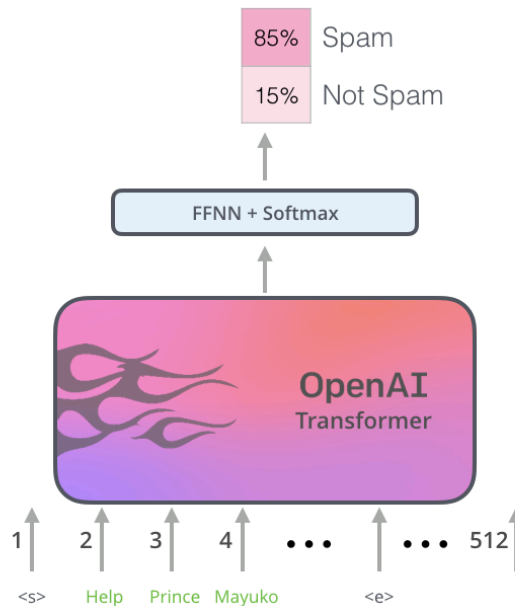 85% Spam
15% Not Spam
FFNN + Softmax
OpenAI
Transformer
1 2 3 4 ••• ••• 512
<s> Help Prince Mayuko <e>